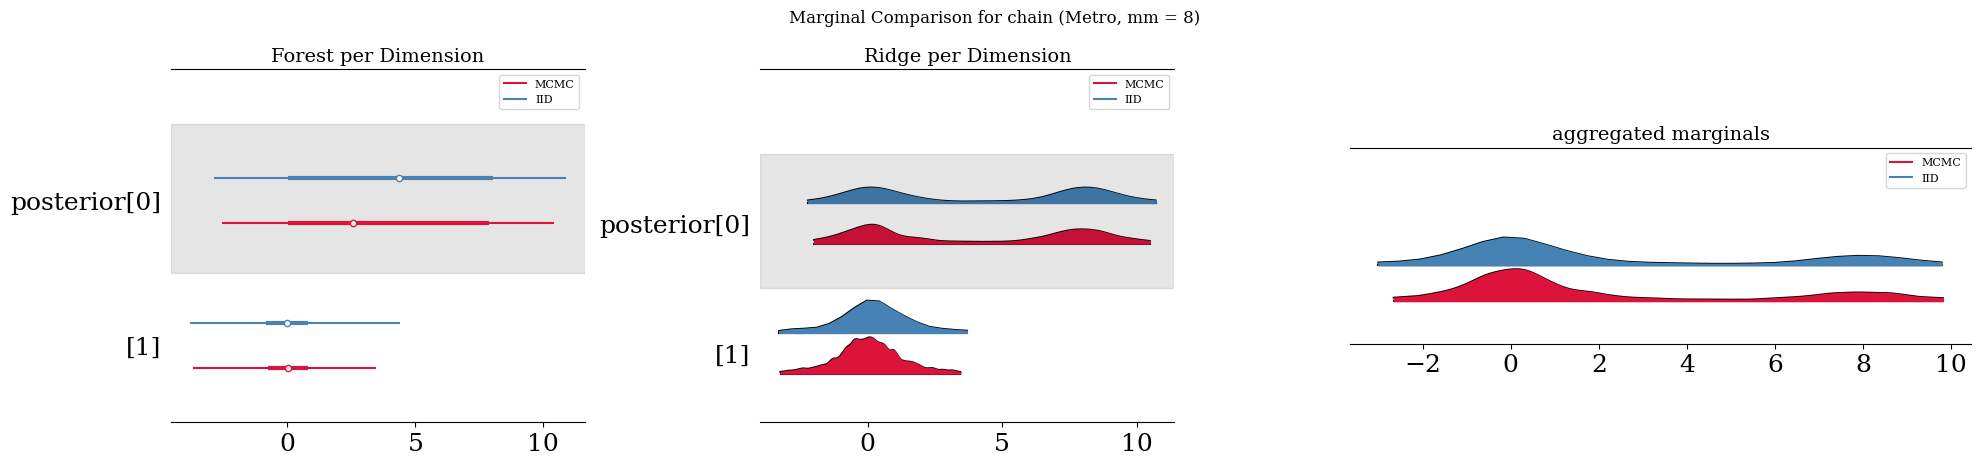 Marginal Comparison for chain (Metro, mm = 8)
Forest per Dimension
MCMC
IID
posterior[0]
[1]
0 5 10
Ridge per Dimension
MCMC
IID
posterior[0]
[1]
0 5 10
aggregated marginals
MCMC
IID
−2 0 2 4 6 8 10